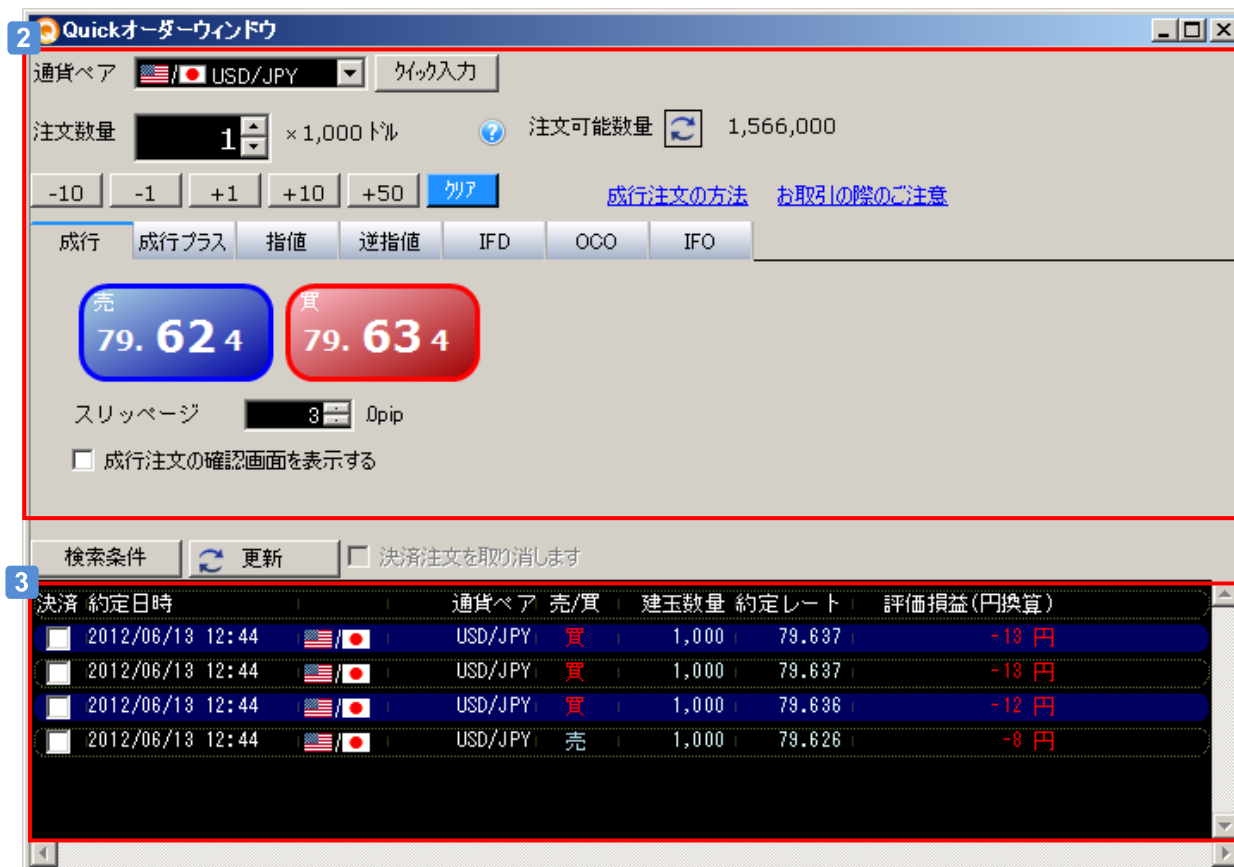 Quickオーダーウィンドウ
2
通貨ペア USD/JPY クイック入力
注文数量 1 ×1,000ドル ? 注文可能数量 1,566,000
-10 -1 +1 +10 +50 クリア 成行注文の方法 お取引の際のご注意
成行 成行プラス 指値 逆指値 IFD OCO IFO
売 買
79. 62 4 79. 63 4
スリッページ 3 .0pip
成行注文の確認画面を表示する
検索条件 更新 決済注文を取り消します
3
決済 約定日時 通貨ペア 売/買 建玉数量 約定レート 評価損益(円換算)
2012/06/13 12:44 USD/JPY 買 1,000 79.637 -13 円
2012/06/13 12:44 USD/JPY 買 1,000 79.637 -13 円
2012/06/13 12:44 USD/JPY 買 1,000 79.636 -12 円
2012/06/13 12:44 USD/JPY 売 1,000 79.626 -8 円